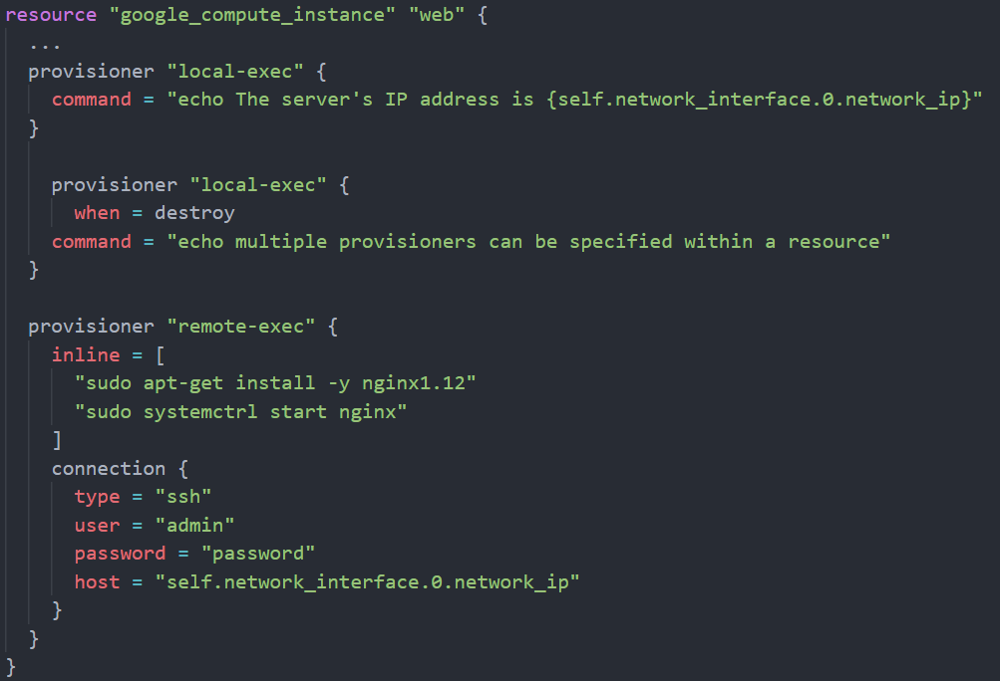 resource "google_compute_instance" "web" {
  ...
  provisioner "local-exec" {
    command = "echo The server's IP address is {self.network_interface.0.network_ip}"
  }

    provisioner "local-exec" {
      when = destroy
    command = "echo multiple provisioners can be specified within a resource"
  }

  provisioner "remote-exec" {
    inline = [
      "sudo apt-get install -y nginx1.12"
      "sudo systemctrl start nginx"
    ]
    connection {
      type = "ssh"
      user = "admin"
      password = "password"
      host = "self.network_interface.0.network_ip"
    }
  }
}